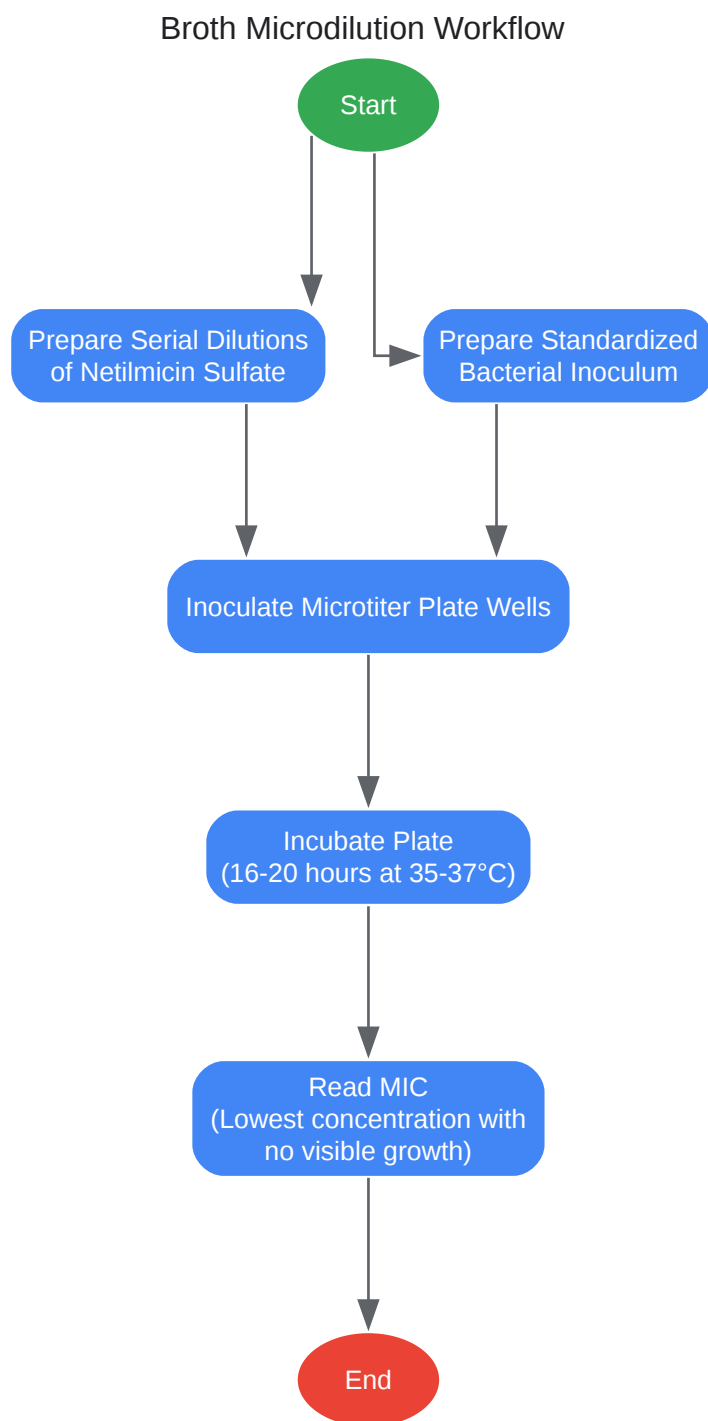 Broth Microdilution Workflow
Start
Prepare Serial Dilutions
of Netilmicin Sulfate
Prepare Standardized
Bacterial Inoculum
Inoculate Microtiter Plate Wells
Incubate Plate
(16-20 hours at 35-37°C)
Read MIC
(Lowest concentration with
no visible growth)
End